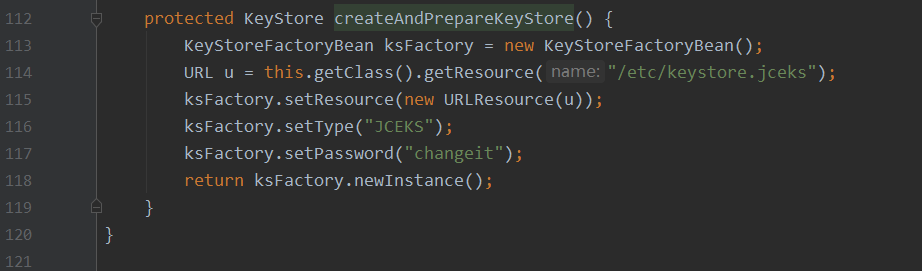 112 protected KeyStore createAndPrepareKeyStore() {
113 KeyStoreFactoryBean ksFactory = new KeyStoreFactoryBean();
114 URL u = this.getClass().getResource( name: "/etc/keystore.jceks");
115 ksFactory.setResource(new URLResource(u));
116 ksFactory.setType("JCEKS");
117 ksFactory.setPassword("changeit");
118 return ksFactory.newInstance();
119 }
120 }
121